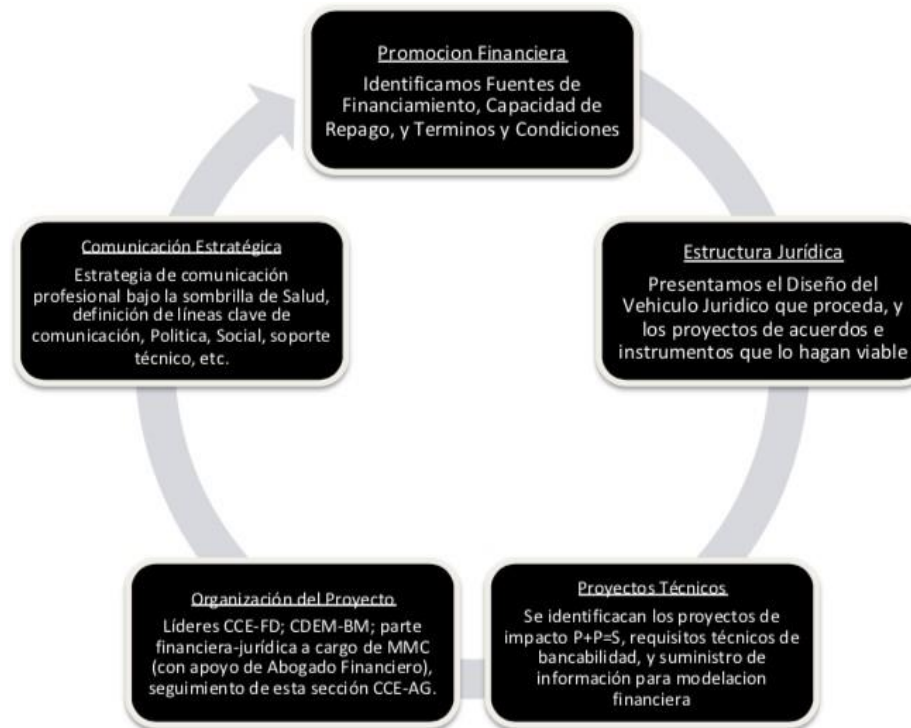 Promocion Financiera
Identificamos Fuentes de
Financiamiento, Capacidad de
Repago, y Terminos y Condiciones
Estructura Jurídica
Presentamos el Diseño del
Vehiculo Juridico que proceda, y
los proyectos de acuerdos e
instrumentos que lo hagan viable
Proyectos Técnicos
Se identificacan los proyectos de
impacto P+P=S, requisitos técnicos de
bancabilidad, y suministro de
información para modelacion
financiera
Organización del Proyecto
Líderes CCE-FD; CDEM-BM; parte
financiera-jurídica a cargo de MMC
(con apoyo de Abogado Financiero),
seguimiento de esta sección CCE-AG.
Comunicación Estratégica
Estrategia de comunicación
profesional bajo la sombrilla de Salud,
definición de líneas clave de
comunicación, Politica, Social, soporte
técnico, etc.